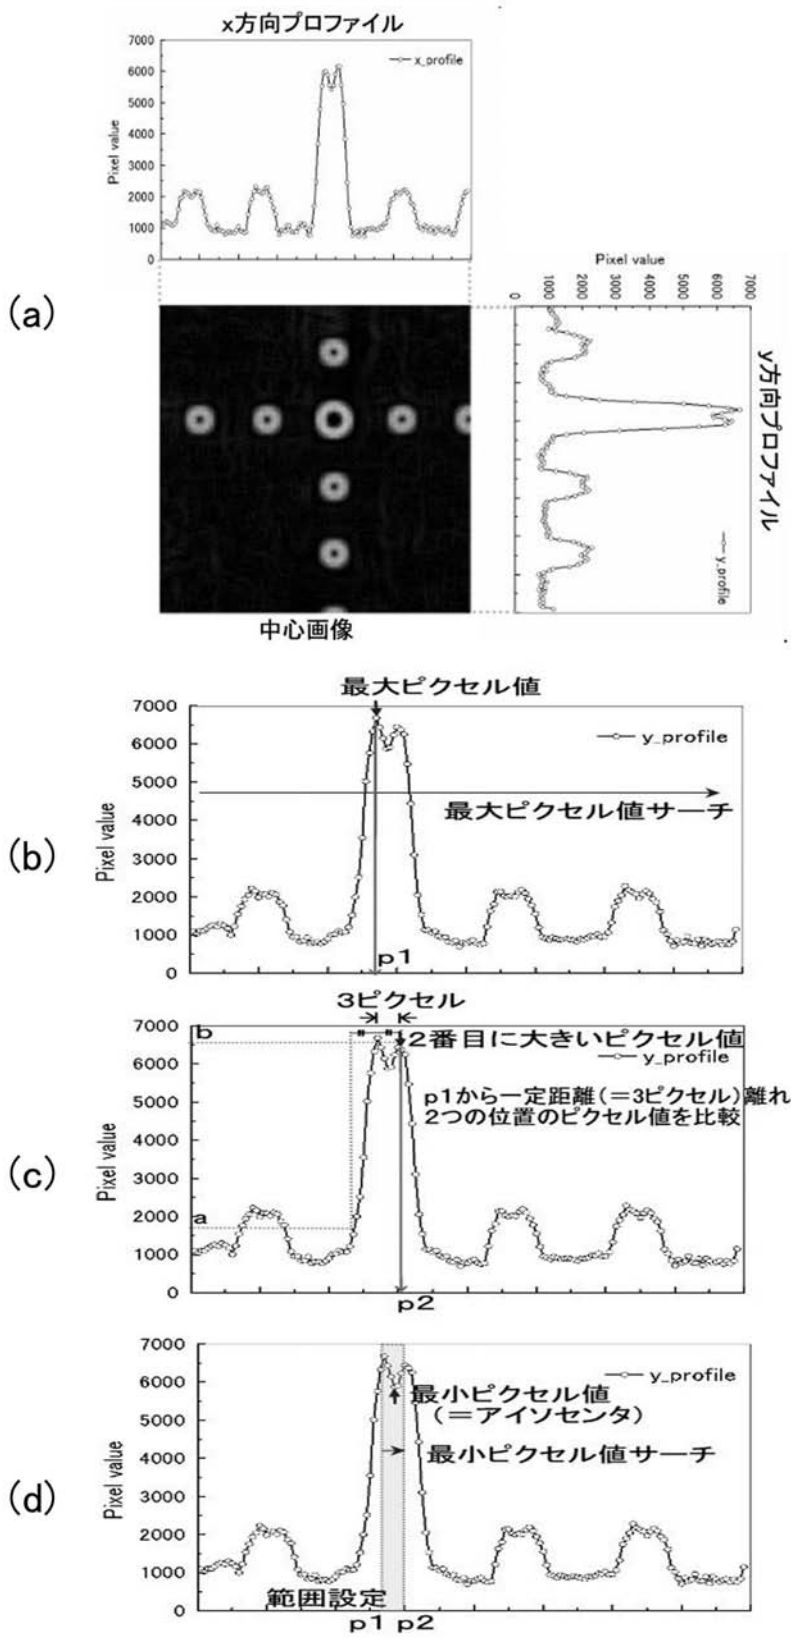 x方向プロファイル
7000
6000
5000
4000
3000
2000
1000
0
Pixel value
x_profile
(a)
Pixel value
0
1000
2000
3000
4000
5000
6000
7000
y方向プロファイル
y_profile
中心画像
(b)
最大ピクセル値
7000
6000
5000
4000
3000
2000
1000
0
Pixel value
y_profile
最大ピクセル値サーチ
p1
(c)
3ピクセル
7000
6000
5000
4000
3000
2000
1000
0
Pixel value
b
2番目に大きいピクセル値
y_profile
p1から一定距離(=3ピクセル)離れ
2つの位置のピクセル値を比較
a
p2
(d)
7000
6000
5000
4000
3000
2000
1000
0
Pixel value
y_profile
最小ピクセル値
(=アイソセンタ)
最小ピクセル値サーチ
範囲設定
p1 p2